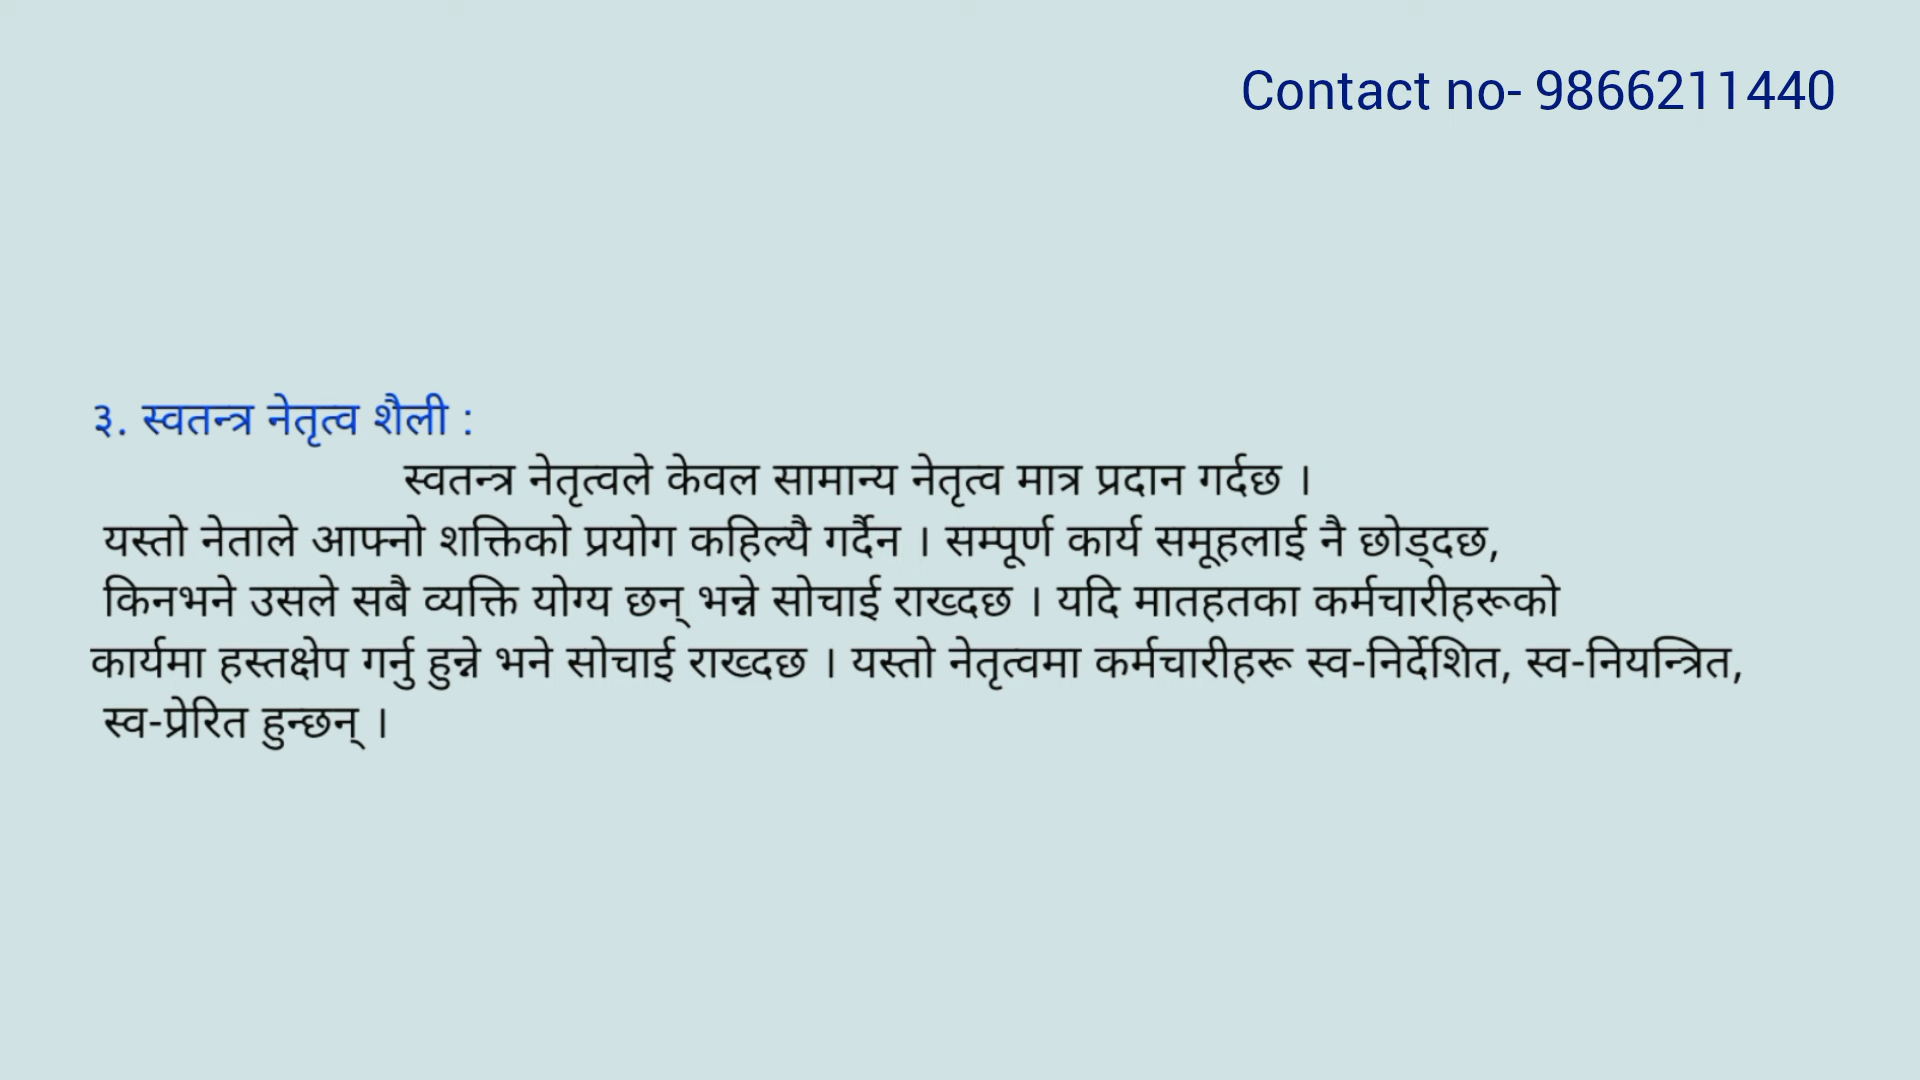 Contact no- 9866211440
३. स्वतन्त्र नेतृत्व शैली :
स्वतन्त्र नेतृत्वले केवल सामान्य नेतृत्व मात्र प्रदान गर्दछ ।
यस्तो नेताले आफ्नो शक्तिको प्रयोग कहिल्यै गर्दैन । सम्पूर्ण कार्य समूहलाई नै छोड्दछ,
किनभने उसले सबै व्यक्ति योग्य छन् भन्ने सोचाई राख्दछ । यदि मातहतका कर्मचारीहरूको
कार्यमा हस्तक्षेप गर्नु हुन्ने भने सोचाई राख्दछ । यस्तो नेतृत्वमा कर्मचारीहरू स्व-निर्देशित, स्व-नियन्त्रित,
स्व-प्रेरित हुन्छन् ।